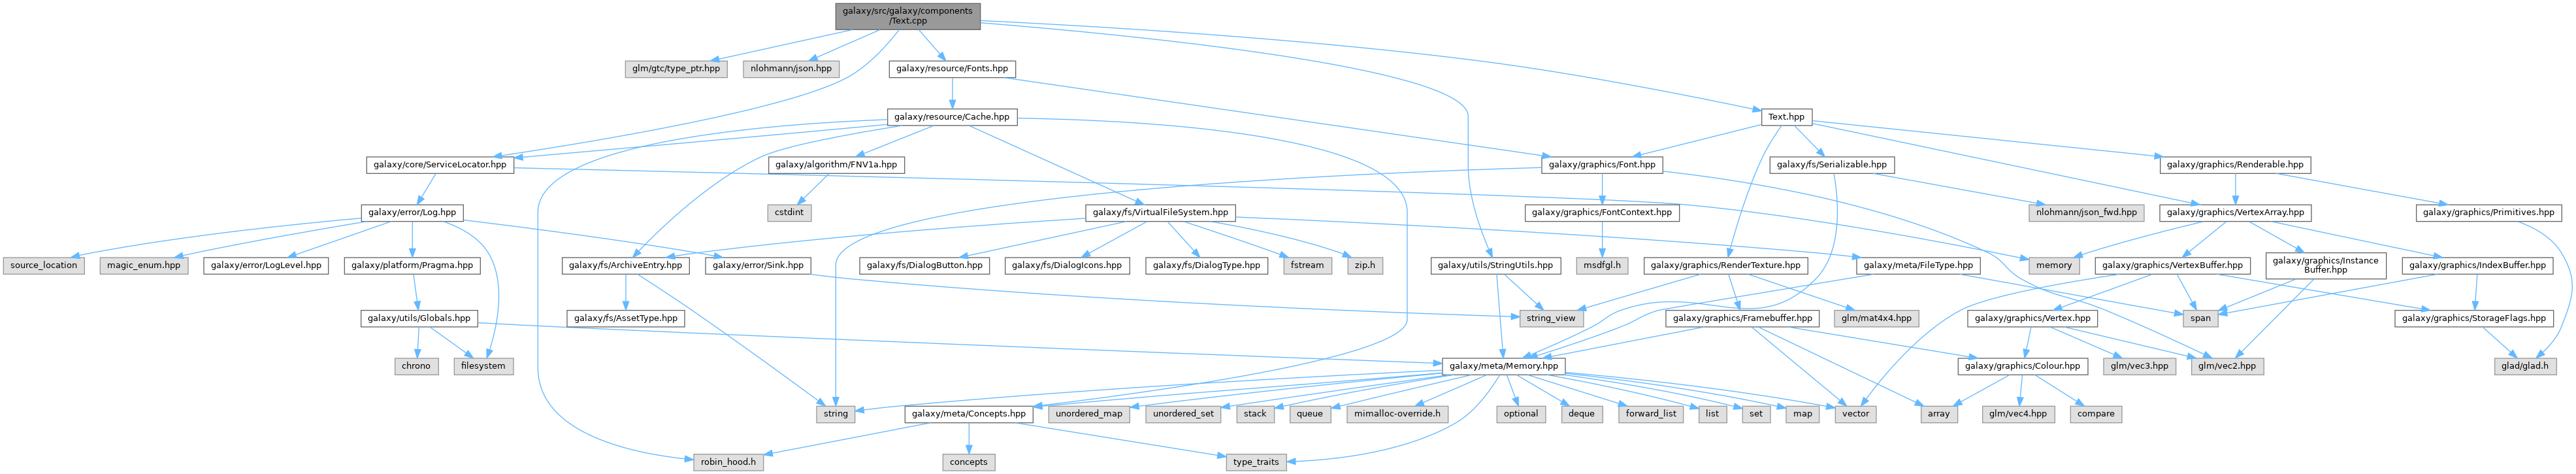 galaxy/src/galaxy/components
/Text.cpp
glm/gtc/type_ptr.hpp
nlohmann/json.hpp
galaxy/resource/Fonts.hpp
galaxy/resource/Cache.hpp
Text.hpp
galaxy/core/ServiceLocator.hpp
galaxy/algorithm/FNV1a.hpp
galaxy/graphics/Font.hpp
galaxy/fs/Serializable.hpp
galaxy/graphics/Renderable.hpp
galaxy/error/Log.hpp
cstdint
galaxy/fs/VirtualFileSystem.hpp
galaxy/graphics/FontContext.hpp
nlohmann/json_fwd.hpp
galaxy/graphics/VertexArray.hpp
galaxy/graphics/Primitives.hpp
source_location
magic_enum.hpp
galaxy/error/LogLevel.hpp
galaxy/platform/Pragma.hpp
galaxy/fs/ArchiveEntry.hpp
galaxy/error/Sink.hpp
galaxy/fs/DialogButton.hpp
galaxy/fs/DialogIcons.hpp
galaxy/fs/DialogType.hpp
fstream
zip.h
galaxy/utils/StringUtils.hpp
msdfgl.h
galaxy/graphics/RenderTexture.hpp
galaxy/meta/FileType.hpp
memory
galaxy/graphics/VertexBuffer.hpp
galaxy/graphics/Instance
Buffer.hpp
galaxy/graphics/IndexBuffer.hpp
galaxy/utils/Globals.hpp
galaxy/fs/AssetType.hpp
string_view
galaxy/graphics/Framebuffer.hpp
glm/mat4x4.hpp
galaxy/graphics/Vertex.hpp
span
galaxy/graphics/StorageFlags.hpp
chrono
filesystem
galaxy/meta/Memory.hpp
galaxy/graphics/Colour.hpp
glm/vec3.hpp
glm/vec2.hpp
glad/glad.h
string
galaxy/meta/Concepts.hpp
unordered_map
unordered_set
stack
queue
mimalloc-override.h
optional
deque
forward_list
list
set
map
vector
array
glm/vec4.hpp
compare
robin_hood.h
concepts
type_traits